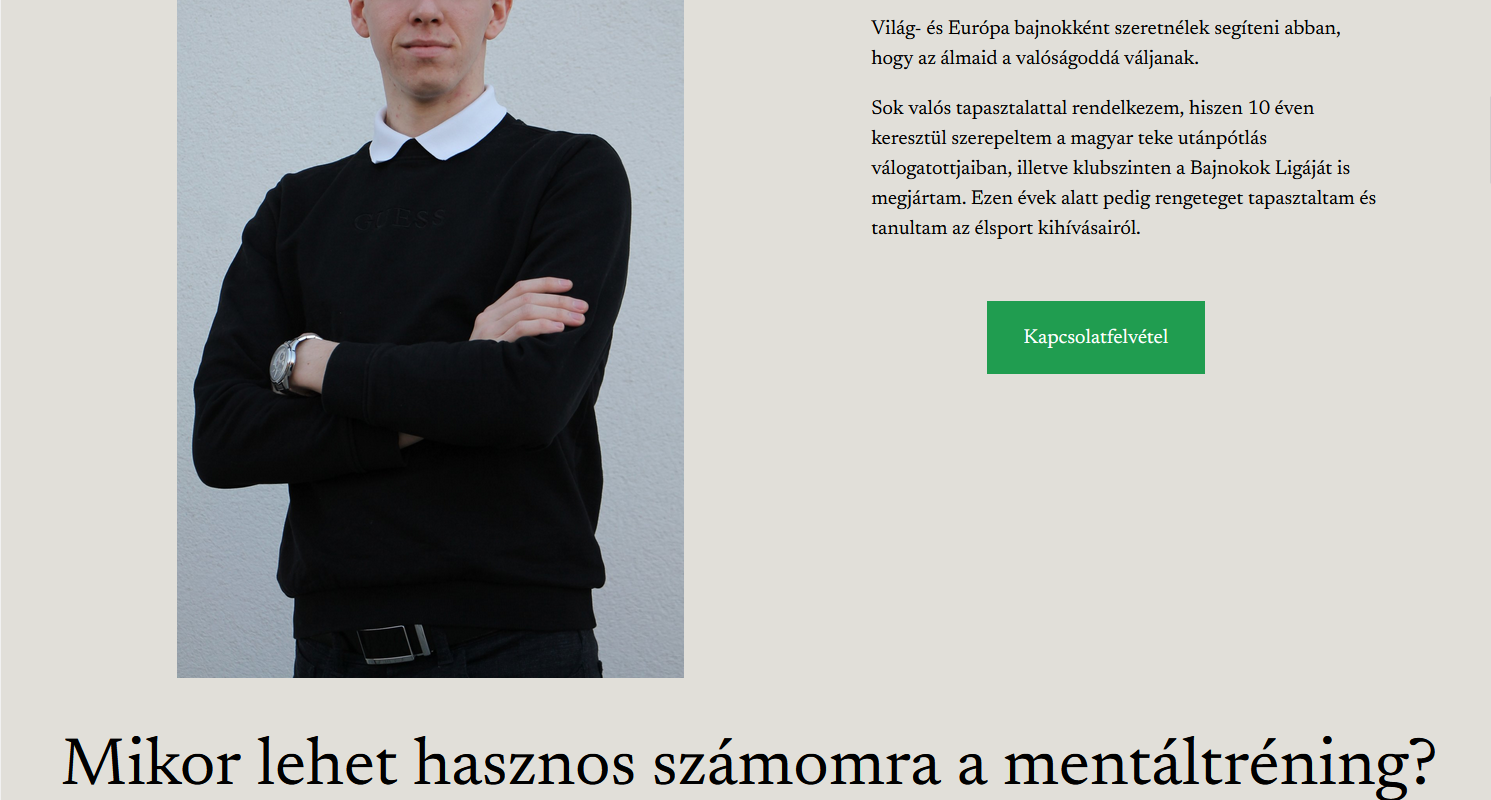 Világ- és Európa bajnokként szeretnélek segíteni abban,
hogy az álmaid a valóságoddá váljanak.
Sok valós tapasztalattal rendelkezem, hiszen 10 éven
keresztül szerepeltem a magyar teke utánpótlás
válogatottjaiban, illetve klubszinten a Bajnokok Ligáját is
megjártam. Ezen évek alatt pedig rengeteget tapasztaltam és
tanultam az élsport kihívásairól.
GUESS
Kapcsolatfelvétel
Mikor lehet hasznos számomra a mentáltréning?